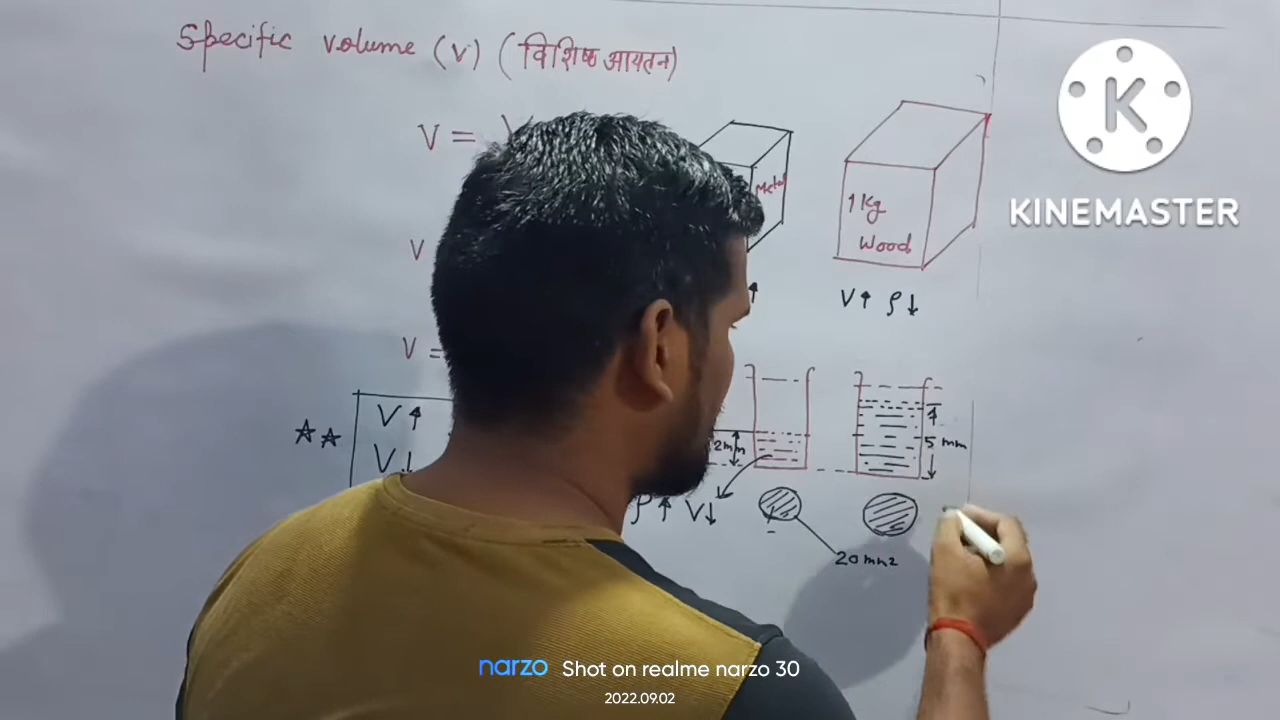 Specific volume (v) (विशिष्ट आयतन)
V =
Metal
1 Kg
Wood
V
V↑ ρ↓
V =
V↑
V↓
2mm
5 mm
ρ↑ V↓
20 mm2
KINEMASTER
narzo Shot on realme narzo 30
2022.09.02